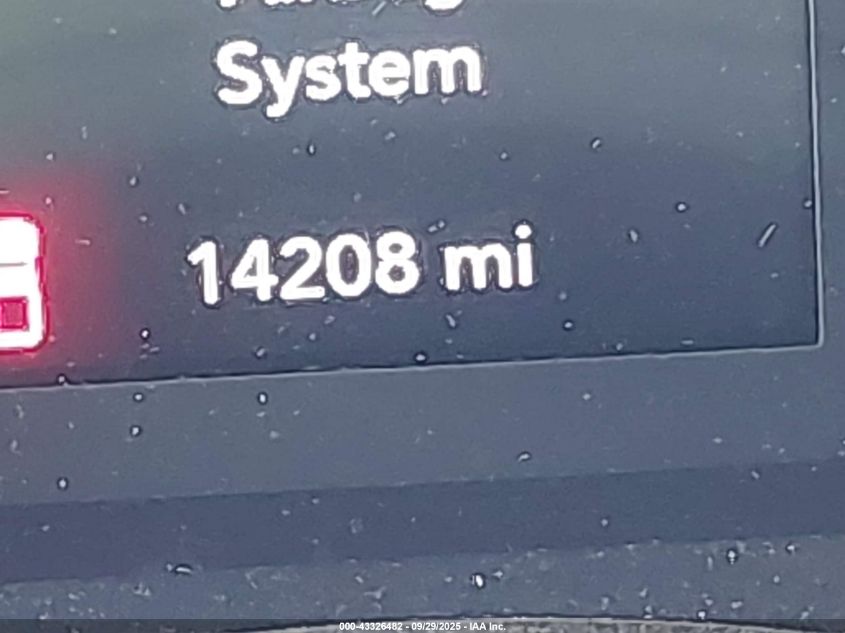 System
14208 mi
000-43326482 - 09/29/2025 - IAA Inc.